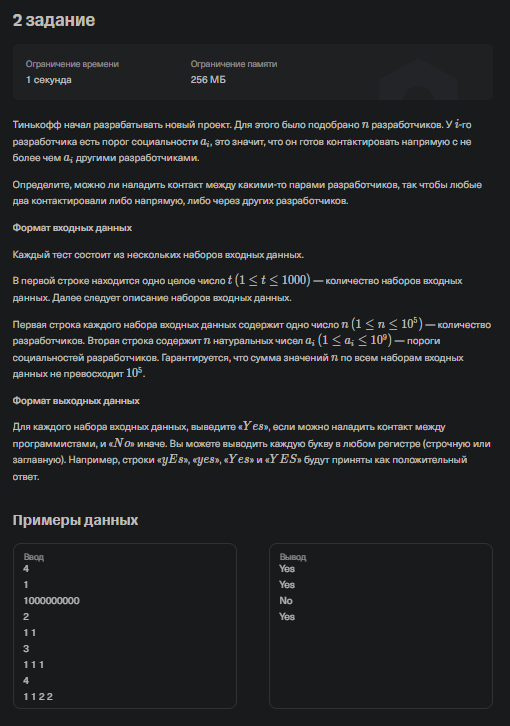 2 задание
Ограничение времени
Ограничение памяти
1 секунда
256 МБ
Тинькофф начал разрабатывать новый проект. Для этого было подобрано n разработчиков. У i-го
разработчика есть порог социальности a_i, это значит, что он готов контактировать напрямую с не
более чем a_i другими разработчиками.
Определите, можно ли наладить контакт между какими-то парами разработчиков, так чтобы любые
два контактировали либо напрямую, либо через других разработчиков.
Формат входных данных
Каждый тест состоит из нескольких наборов входных данных.
В первой строке находится одно целое число t (1 ≤ t ≤ 1000) — количество наборов входных
данных. Далее следует описание наборов входных данных.
Первая строка каждого набора входных данных содержит одно число n (1 ≤ n ≤ 10^5) — количество
разработчиков. Вторая строка содержит n натуральных чисел a_i (1 ≤ a_i ≤ 10^9) — пороги
социальностей разработчиков. Гарантируется, что сумма значений n по всем наборам входных
данных не превосходит 10^5.
Формат выходных данных
Для каждого набора входных данных, выведите «Yes», если можно наладить контакт между
программистами, и «No» иначе. Вы можете выводить каждую букву в любом регистре (строчную или
заглавную). Например, строки «yEs», «yes», «Yes» и «YES» будут приняты как положительный
ответ.
Примеры данных
Ввод
4
1
1000000000
2
1 1
3
1 1 1
4
1 1 2 2
Вывод
Yes
Yes
No
Yes